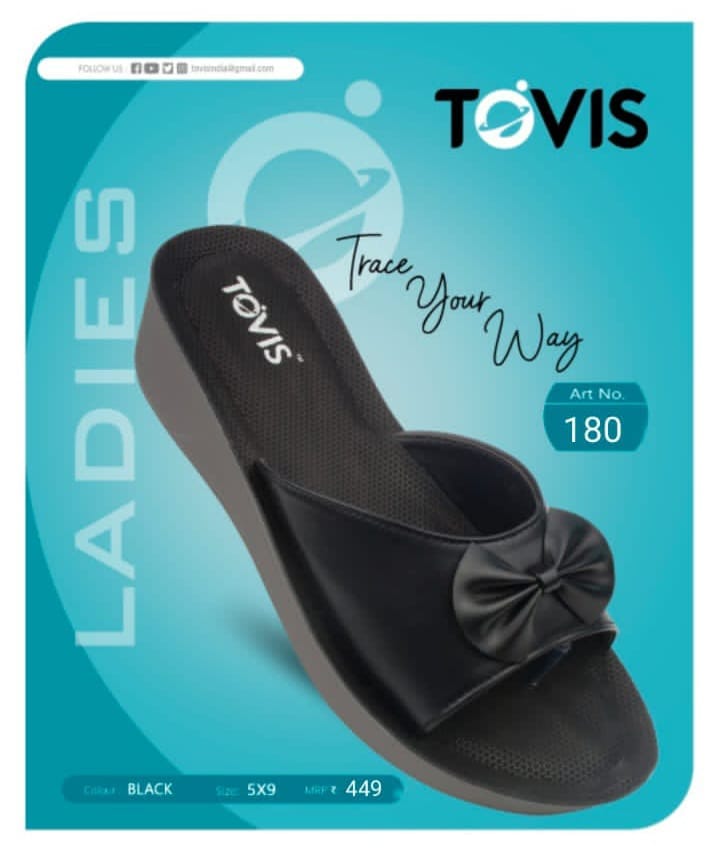 FOLLOW US : tovisindia@gmail.com
TOVIS
LADIES
TOVIS™
Trace
Your
Way
Art No.
180
Colour: BLACK Size: 5X9 MRP ₹ 449